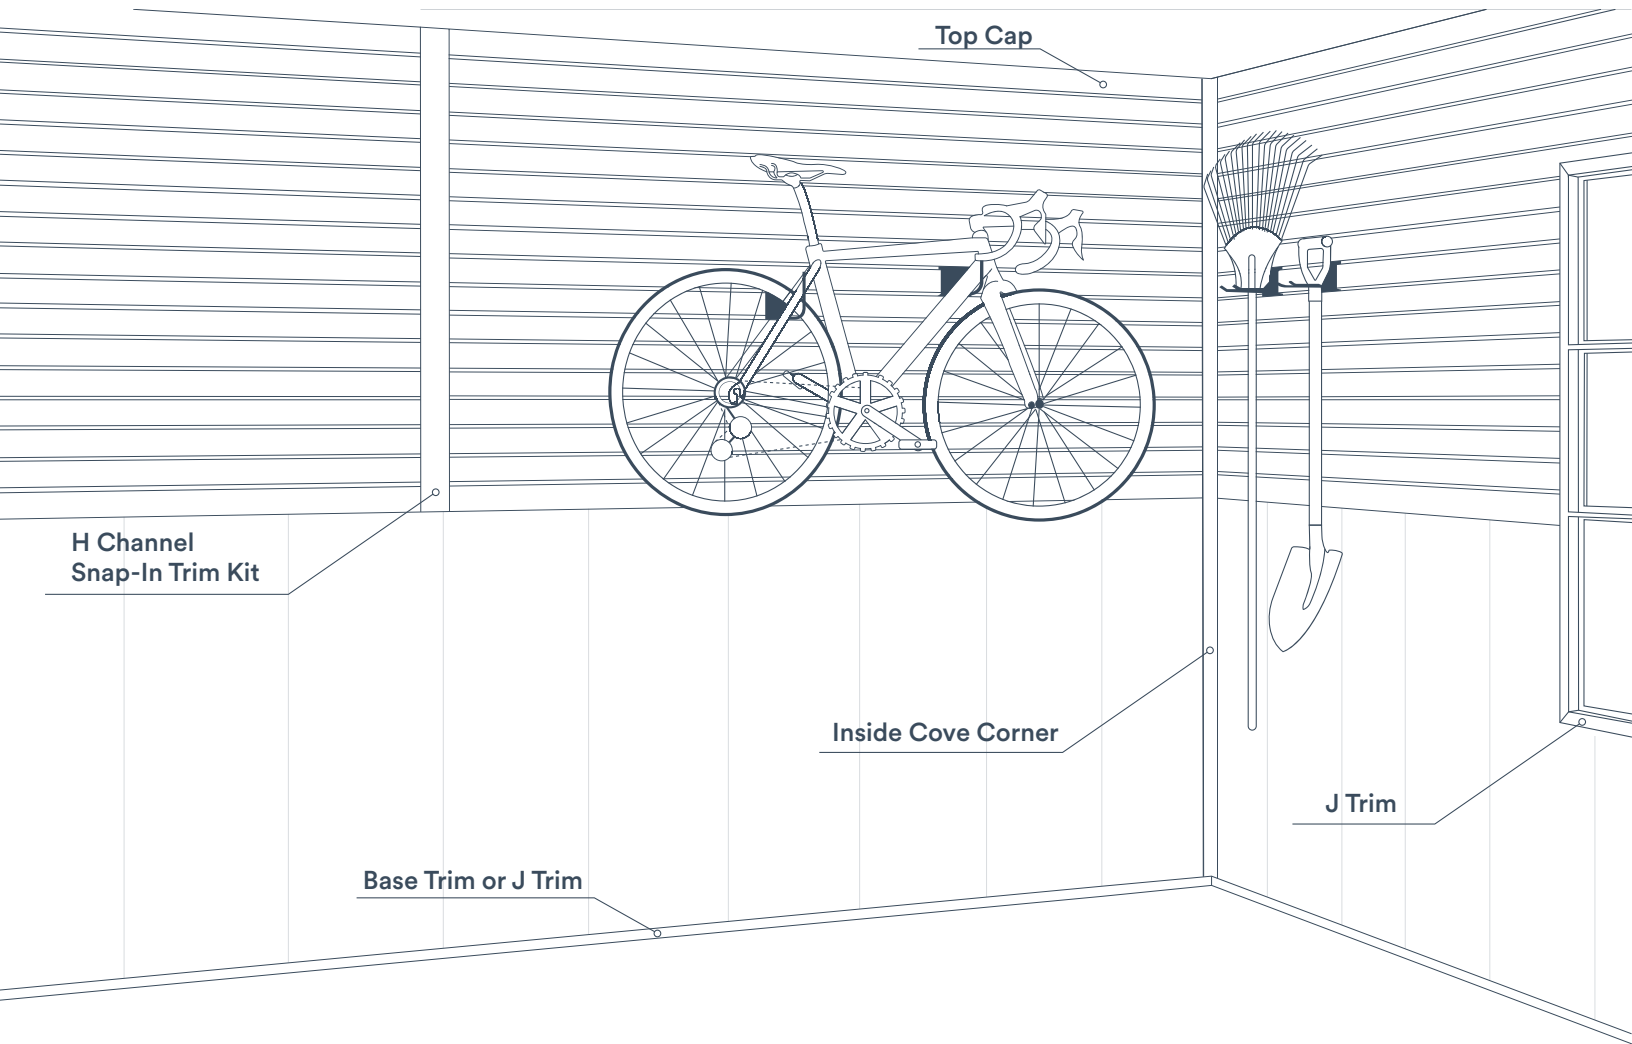 Top Cap
H Channel
Snap-In Trim Kit
Inside Cove Corner
J Trim
Base Trim or J Trim